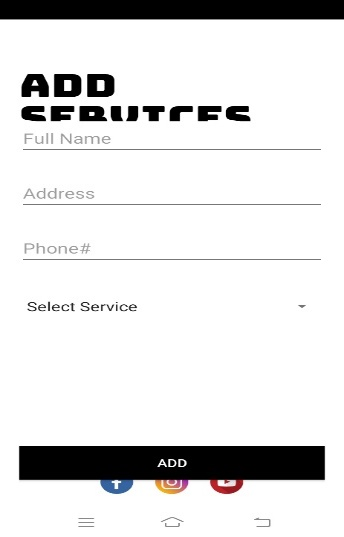 ADD
SERVICES
Full Name
Address
Phone#
Select Service
ADD